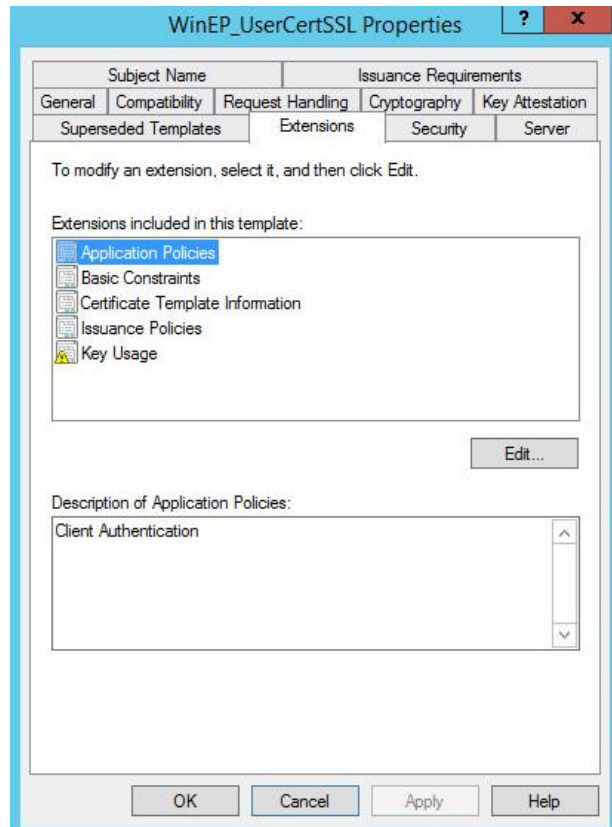 WinEP_UserCertSSL Properties
?
x
Subject Name
Issuance Requirements
General
Compatibility
Request Handling
Cryptography
Key Attestation
Superseded Templates
Extensions
Security
Server
To modify an extension, select it, and then click Edit.
Extensions included in this template:
Application Policies
Basic Constraints
Certificate Template Information
Issuance Policies
Key Usage
Edit...
Description of Application Policies:
Client Authentication
OK
Cancel
Apply
Help